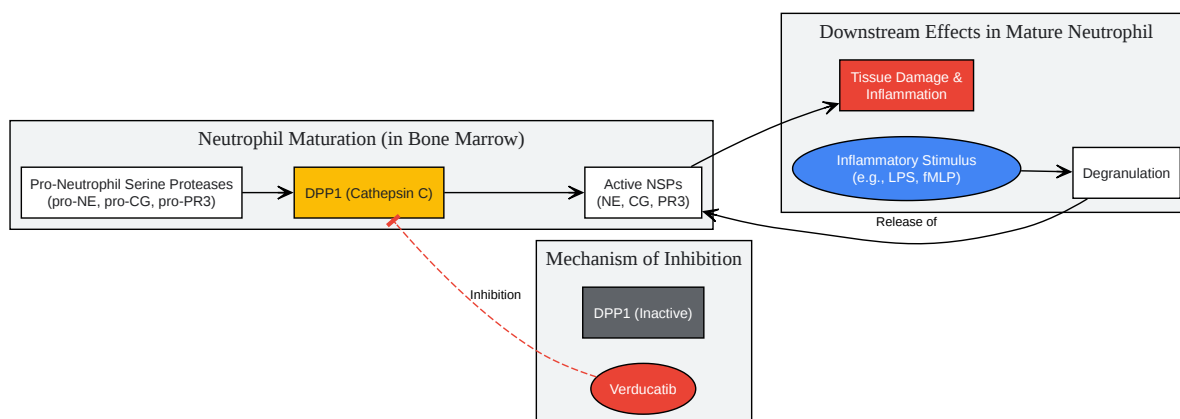 Downstream Effects in Mature Neutrophil
Tissue Damage &
Inflammation
Neutrophil Maturation (in Bone Marrow)
Inflammatory Stimulus
(e.g., LPS, fMLP)
Degranulation
Pro-Neutrophil Serine Proteases
(pro-NE, pro-CG, pro-PR3)
DPP1 (Cathepsin C)
Active NSPs
(NE, CG, PR3)
Release of
Mechanism of Inhibition
Inhibition
DPP1 (Inactive)
Verducatib